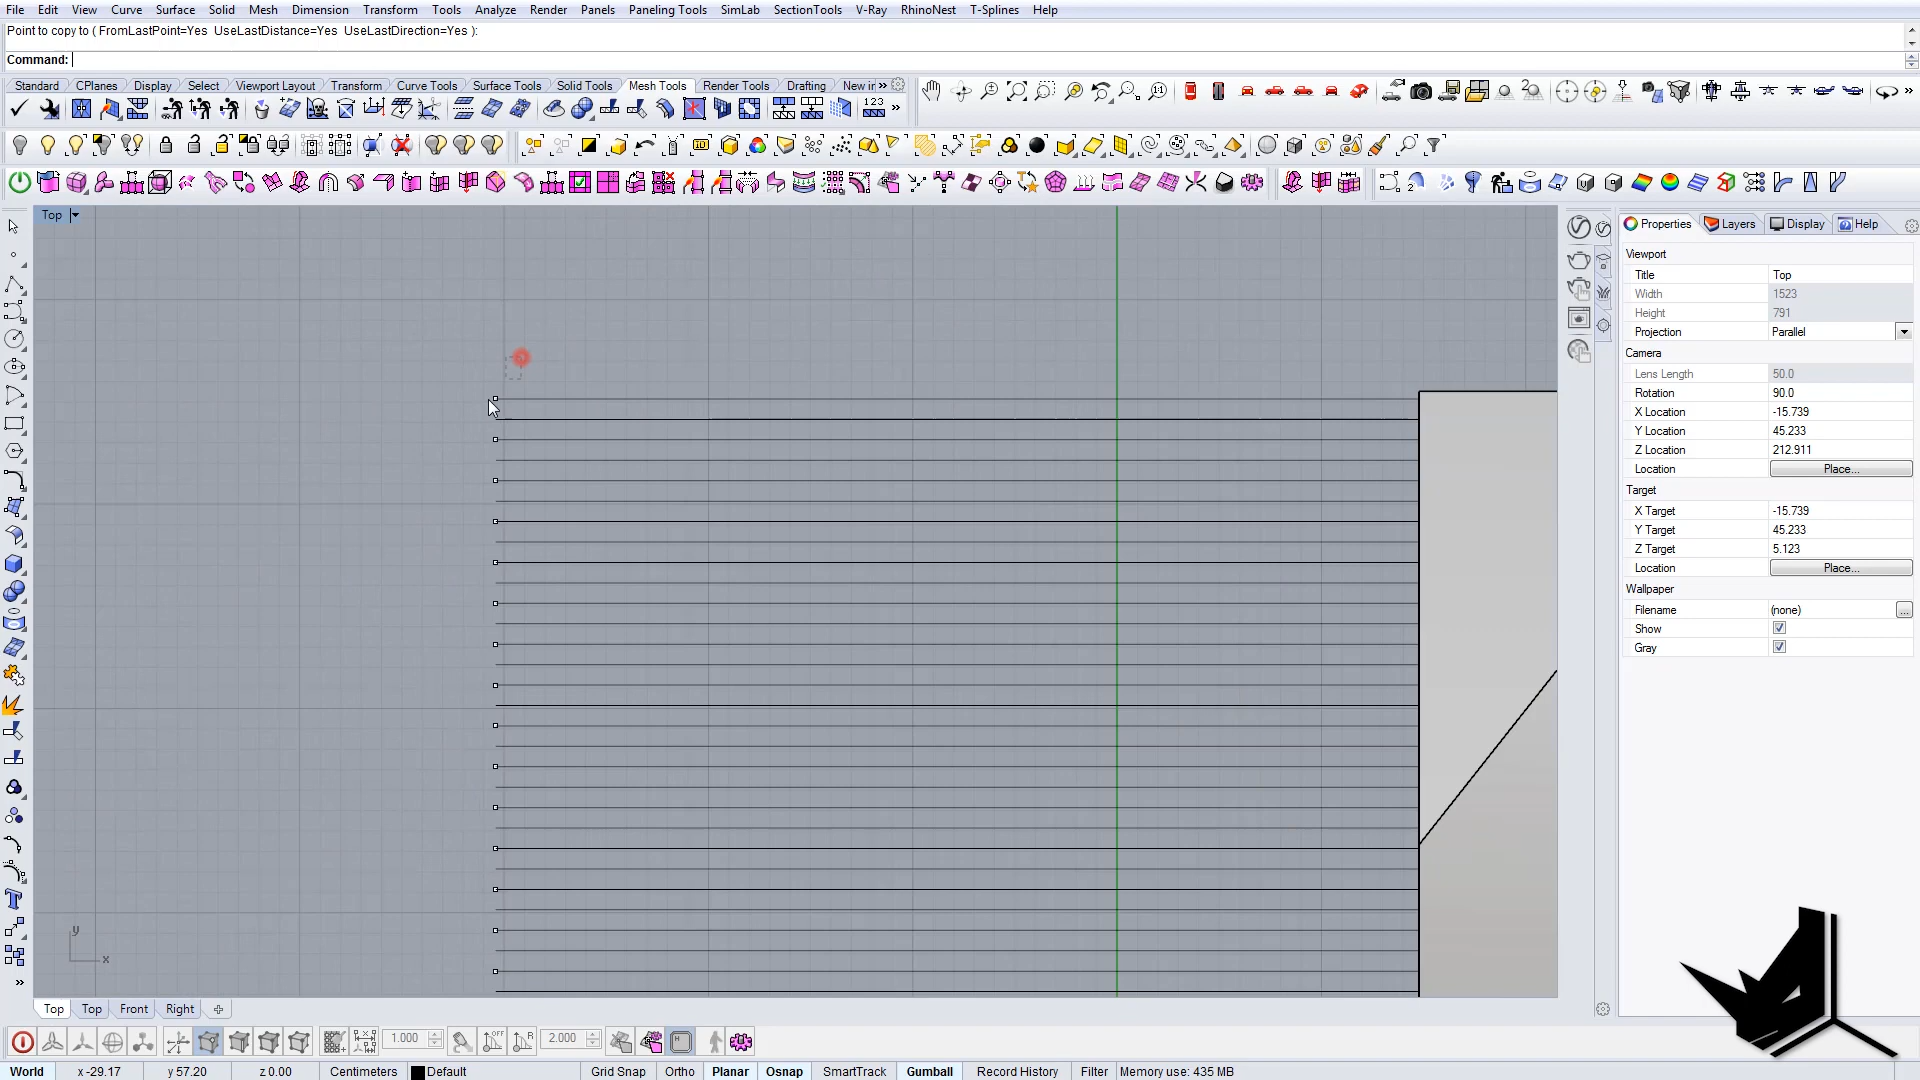 File Edit View Curve Surface Solid Mesh Dimension Transform Tools Analyze Render Panels Paneling Tools SimLab SectionTools V-Ray RhinoNest T-Splines Help
Point to copy to ( FromLastPoint=Yes UseLastDistance=Yes UseLastDirection=Yes ):
Command:
Standard CPlanes Display Select Viewport Layout Transform Curve Tools Surface Tools Solid Tools Mesh Tools Render Tools Drafting New in
Top
Properties Layers Display Help
Viewport
Title Top
Width 1523
Height 791
Projection Parallel
Camera
Lens Length 50.0
Rotation 90.0
X Location -15.739
Y Location 45.233
Z Location 212.911
Location Place...
Target
X Target -15.739
Y Target 45.233
Z Target 5.123
Location Place...
Wallpaper
Filename (none) ...
Show
Gray
y
x
Top Top Front Right
1.000 2.000
World x -29.17 y 57.20 z 0.00 Centimeters Default Grid Snap Ortho Planar Osnap SmartTrack Gumball Record History Filter Memory use: 435 MB